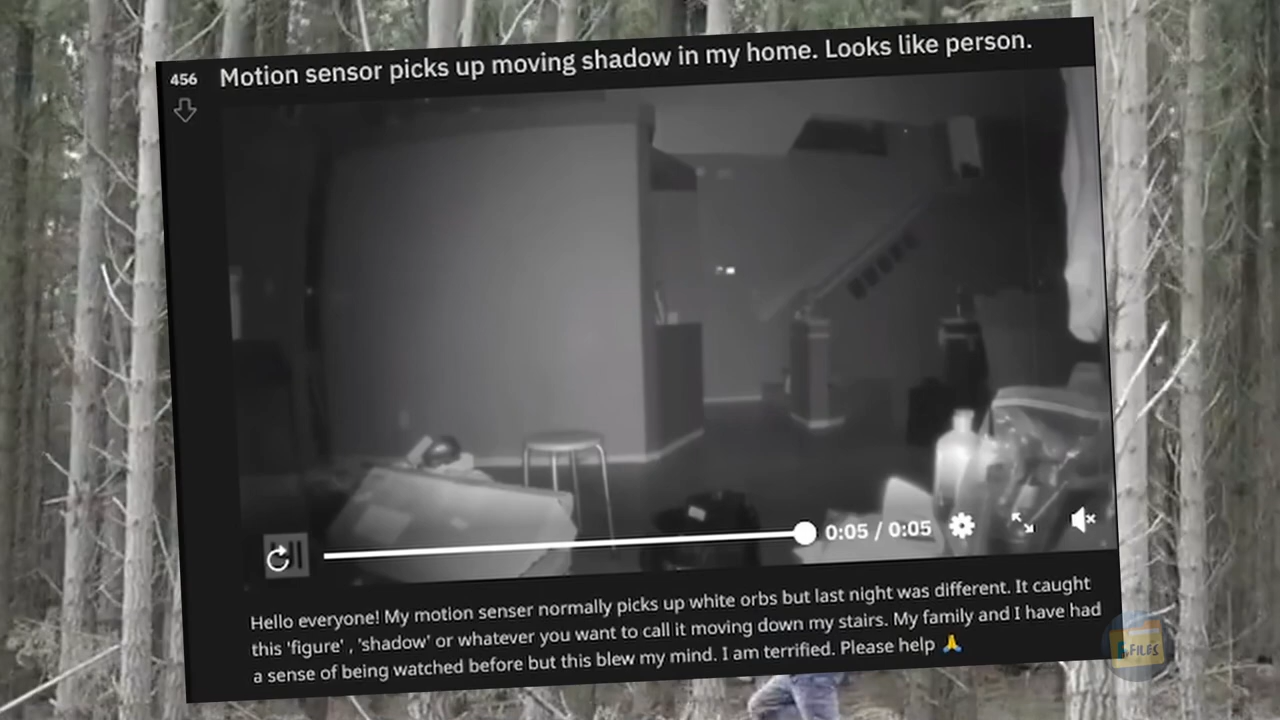 456
Motion sensor picks up moving shadow in my home. Looks like person.
0:05 / 0:05
Hello everyone! My motion senser normally picks up white orbs but last night was different. It caught
this 'figure' , 'shadow' or whatever you want to call it moving down my stairs. My family and I have had
a sense of being watched before but this blew my mind. I am terrified. Please help 🙏
FILES